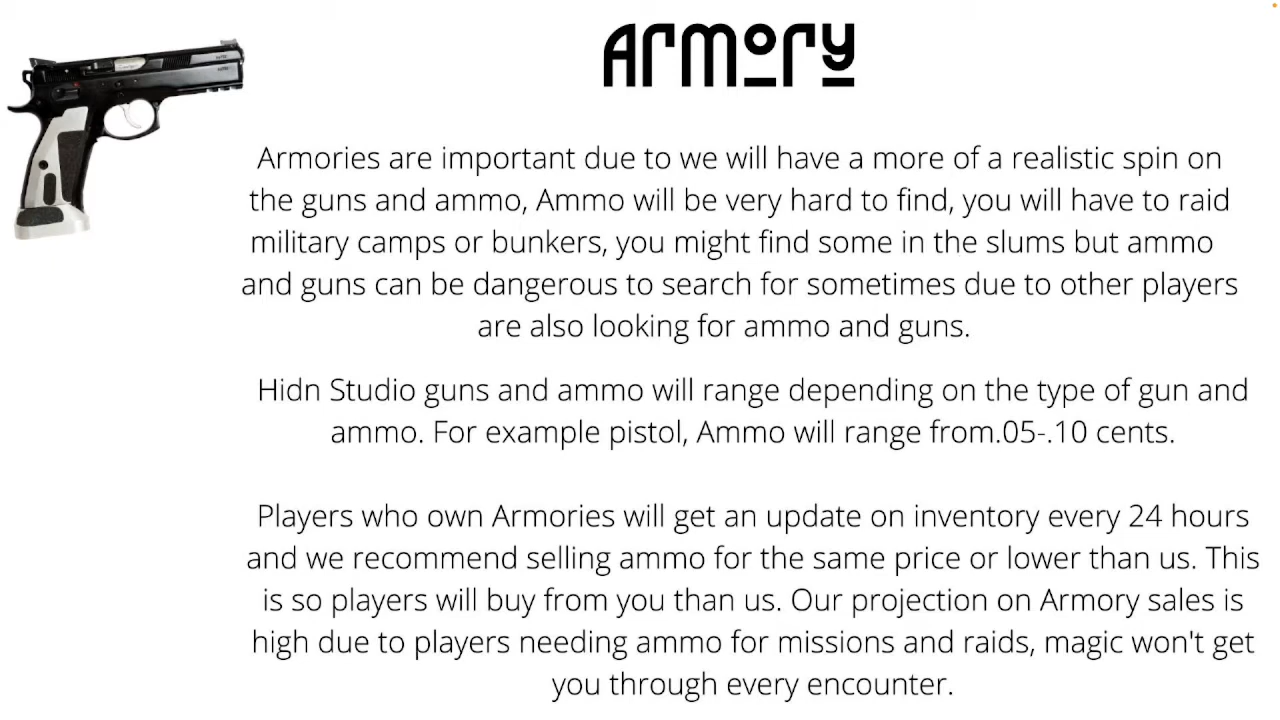 Armory
Armories are important due to we will have a more of a realistic spin on
the guns and ammo, Ammo will be very hard to find, you will have to raid
military camps or bunkers, you might find some in the slums but ammo
and guns can be dangerous to search for sometimes due to other players
are also looking for ammo and guns.
Hidn Studio guns and ammo will range depending on the type of gun and
ammo. For example pistol, Ammo will range from.05-.10 cents.
Players who own Armories will get an update on inventory every 24 hours
and we recommend selling ammo for the same price or lower than us. This
is so players will buy from you than us. Our projection on Armory sales is
high due to players needing ammo for missions and raids, magic won't get
you through every encounter.